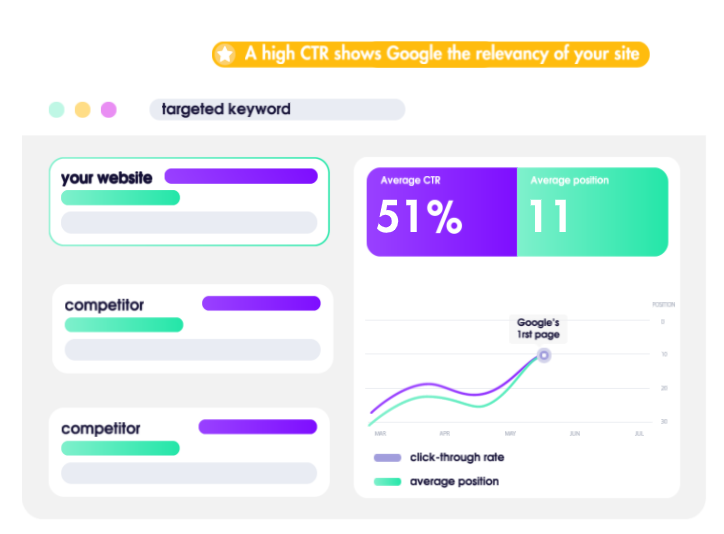 A high CTR shows Google the relevancy of your site
targeted keyword
your website
competitor
competitor
Average CTR
51%
Average position
11
POSITION
0
10
20
30
Google's
1rst page
MAR
APR
MAY
JUN
JUL
click-through rate
average position